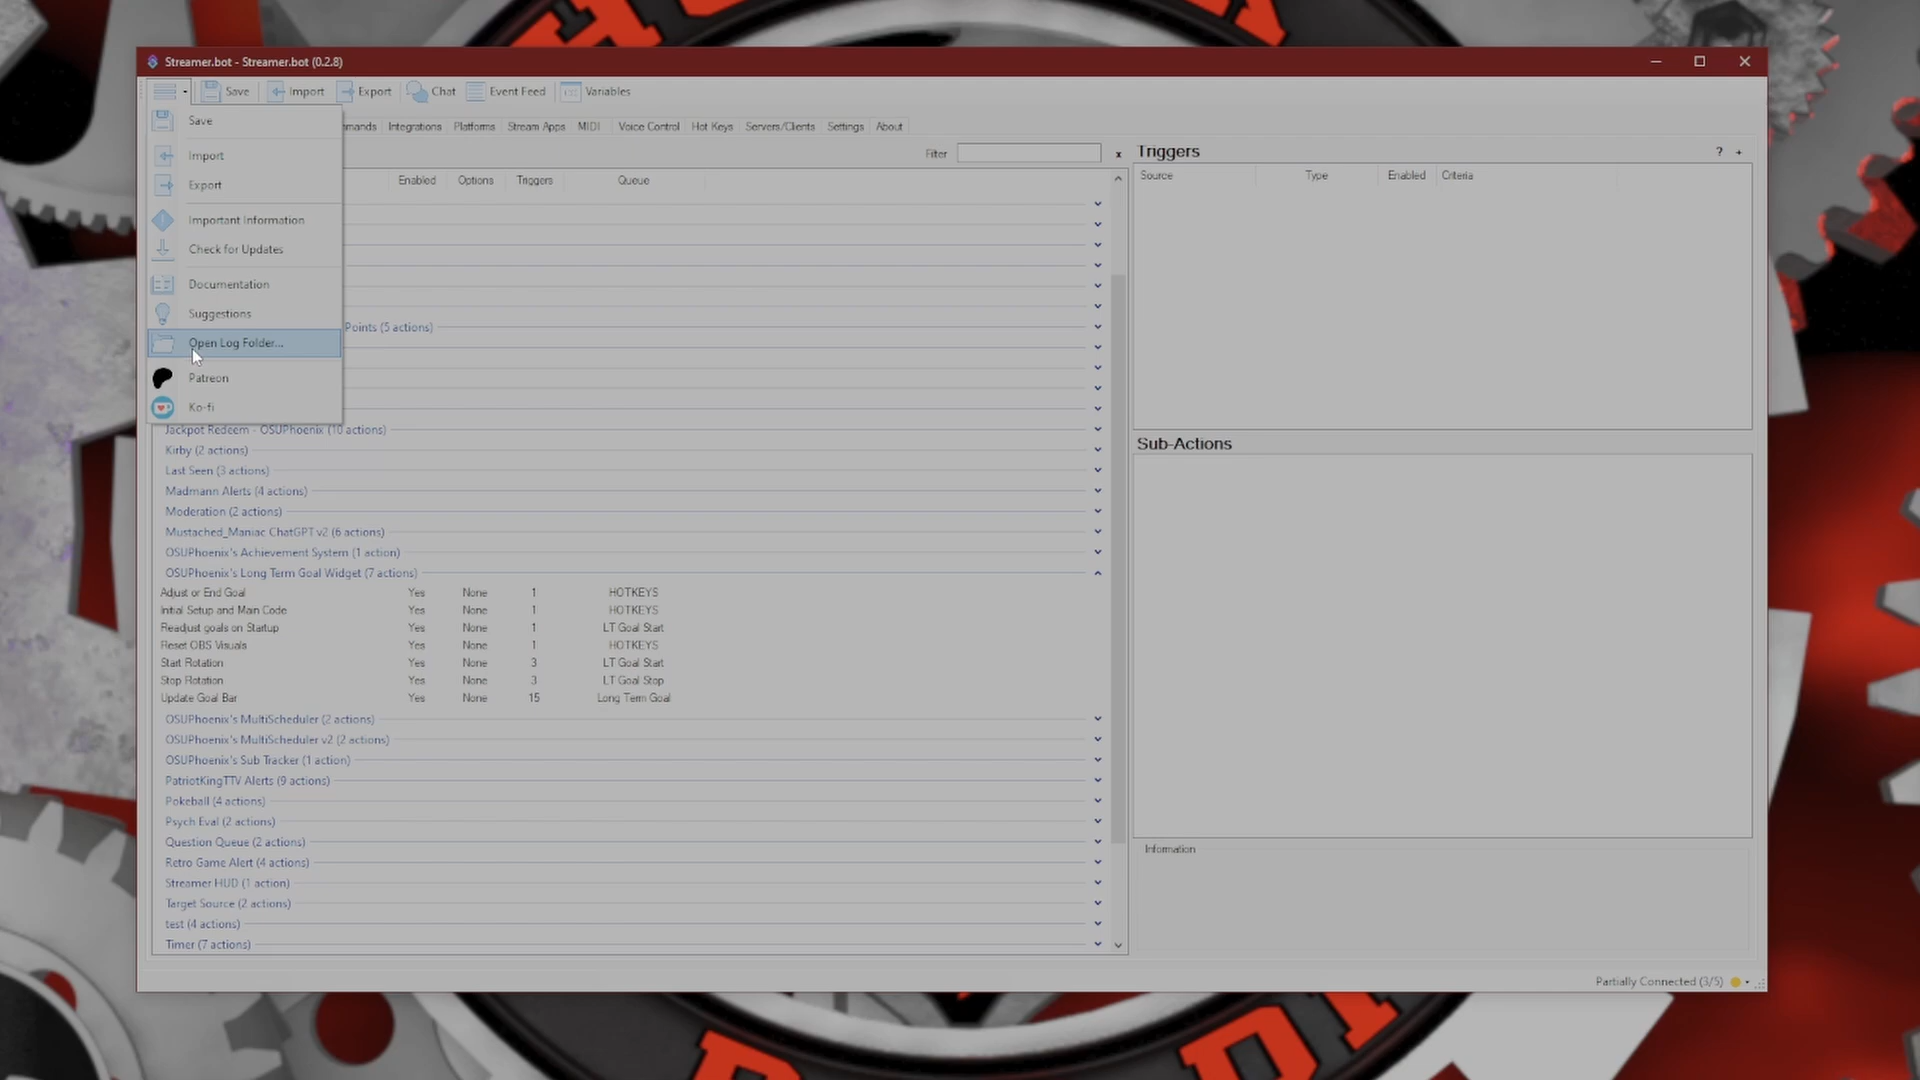 Streamer.bot - Streamer.bot (0.2.8)
Save Import Export Chat Event Feed Variables
Save
Import
Export
Important Information
Check for Updates
Documentation
Suggestions
Open Log Folder...
Patreon
Ko-fi
Integrations Platforms Stream Apps MIDI Voice Control Hot Keys Servers/Clients Settings About
Filter x
Enabled Options Triggers Queue
Points (5 actions)
Jackpot Redeem - OSUPhoenix (10 actions)
Kirby (2 actions)
Last Seen (3 actions)
Madmann Alerts (4 actions)
Moderation (2 actions)
Mustached_Maniac ChatGPT v2 (6 actions)
OSUPhoenix's Achievement System (1 action)
OSUPhoenix's Long Term Goal Widget (7 actions)
Adjust or End Goal Yes None 1 HOTKEYS
Initial Setup and Main Code Yes None 1 HOTKEYS
Readjust goals on Startup Yes None 1 LT Goal Start
Reset OBS Visuals Yes None 1 HOTKEYS
Start Rotation Yes None 3 LT Goal Start
Stop Rotation Yes None 3 LT Goal Stop
Update Goal Bar Yes None 15 Long Term Goal
OSUPhoenix's MultiScheduler (2 actions)
OSUPhoenix's MultiScheduler v2 (2 actions)
OSUPhoenix's Sub Tracker (1 action)
PatriotKingTTV Alerts (9 actions)
Pokeball (4 actions)
Psych Eval (2 actions)
Question Queue (2 actions)
Retro Game Alert (4 actions)
Streamer HUD (1 action)
Target Source (2 actions)
test (4 actions)
Timer (7 actions)
Triggers ? +
Source Type Enabled Criteria
Sub-Actions
Information
Partially Connected (3/5)